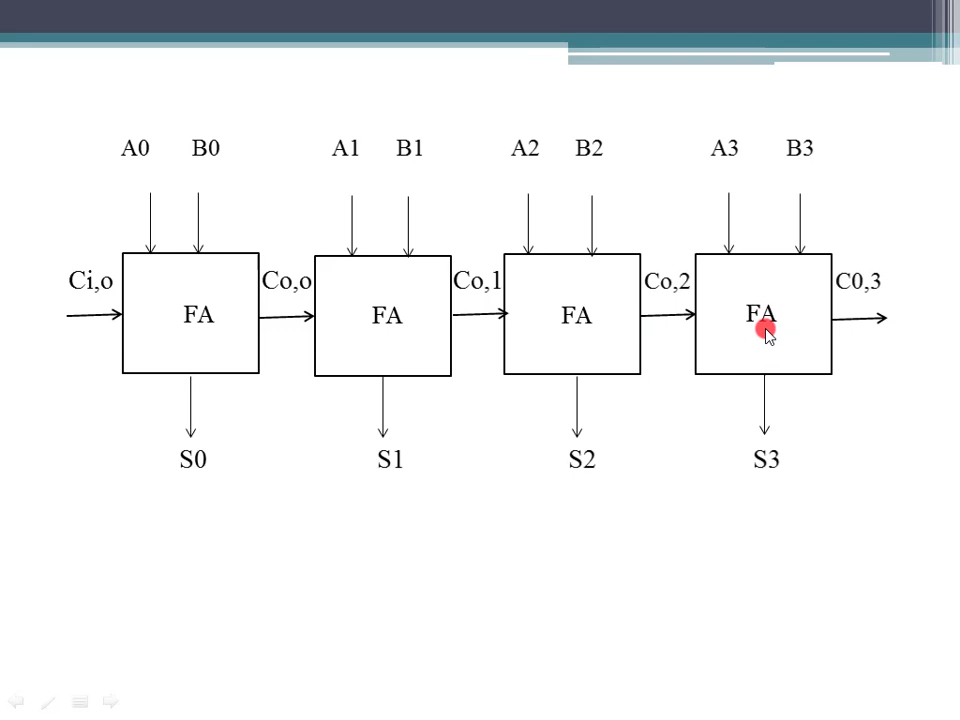 A0 B0 A1 B1 A2 B2 A3 B3
Ci,o Co,o Co,1 Co,2 C0,3
FA FA FA FA
S0 S1 S2 S3